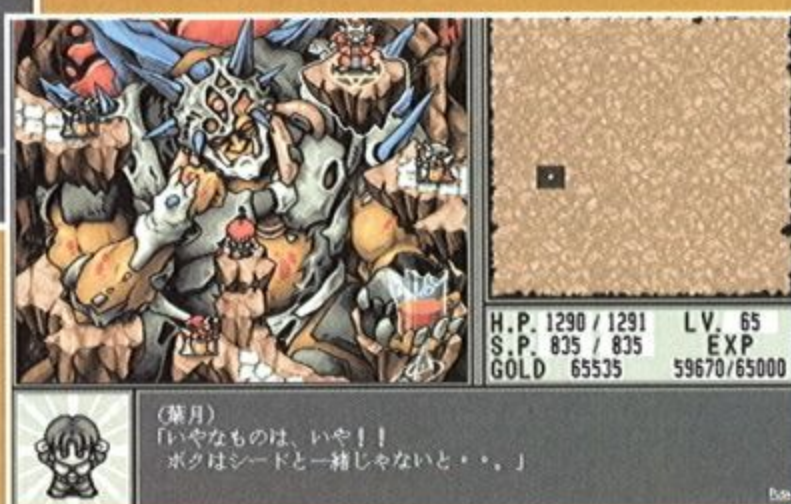 H.P. 1290 / 1291 LV. 65
S.P. 835 / 835 EXP
GOLD 65535 59670/65000
(葉月)
「いやなものは、いや!!
ボクはシードと一緒じゃないと・・。」